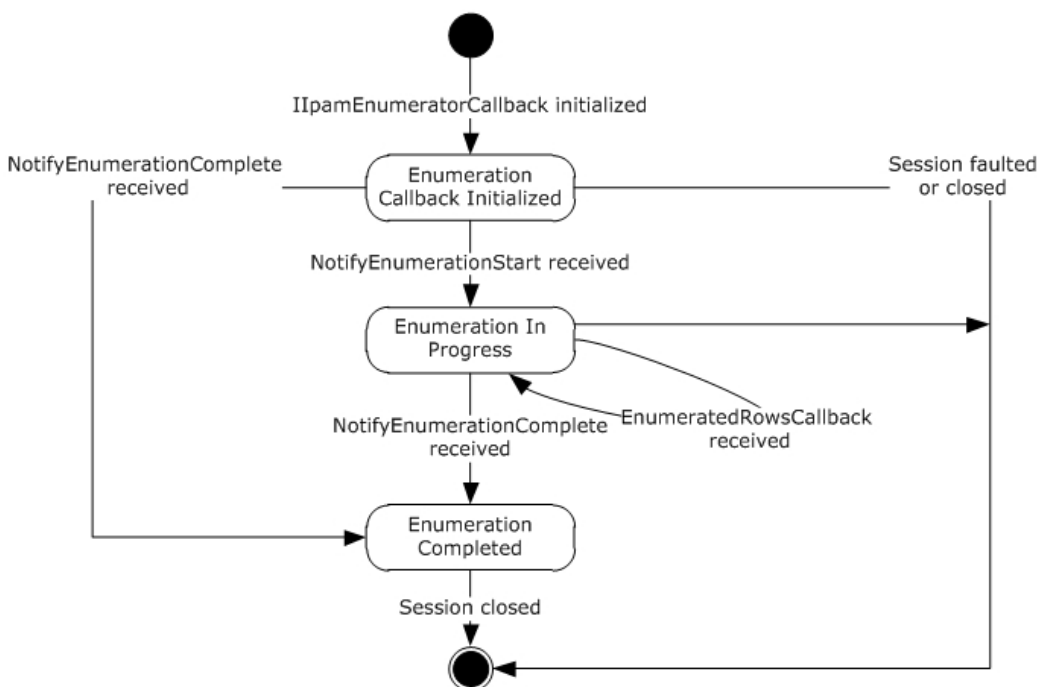 IIpamEnumeratorCallback initialized
NotifyEnumerationComplete
received
Enumeration
Callback Initialized
Session faulted
or closed
NotifyEnumerationStart received
Enumeration In
Progress
NotifyEnumerationComplete
received
EnumeratedRowsCallback
received
Enumeration
Completed
Session closed